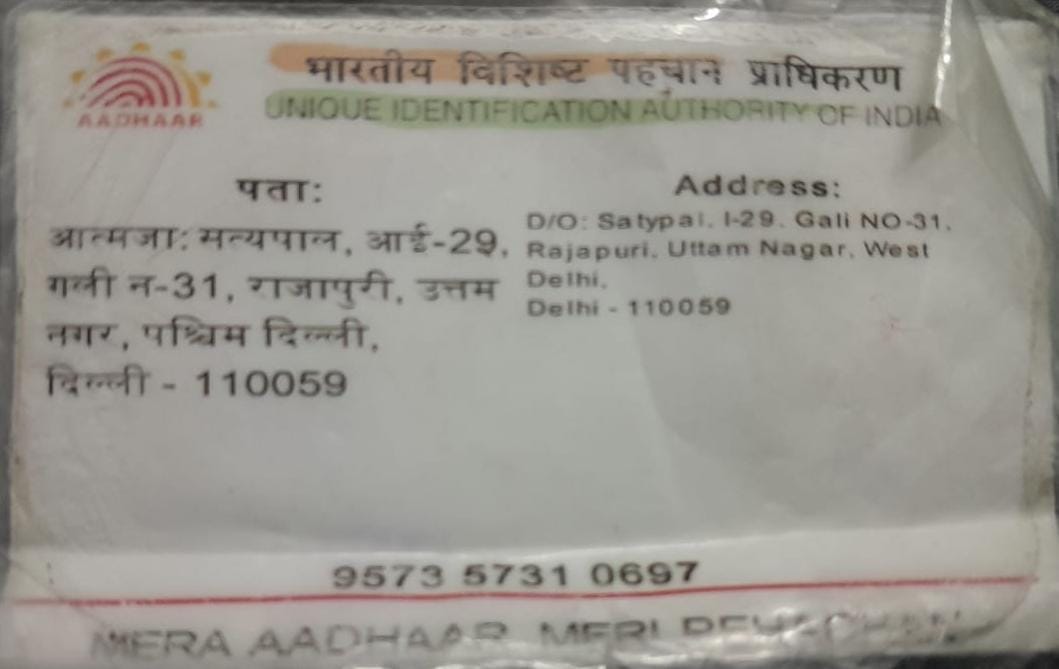 AADHAAR
भारतीय विशिष्ट पहचान प्राधिकरण
UNIQUE IDENTIFICATION AUTHORITY OF INDIA
पता:
आत्मजा: सत्यपाल, आई-29,
गली न-31, राजापुरी, उत्तम
नगर, पश्चिम दिल्ली,
दिल्ली - 110059
Address:
D/O: Satypal, I-29, Gali NO-31,
Rajapuri, Uttam Nagar, West
Delhi,
Delhi - 110059
9573 5731 0697
MERA AADHAAR, MERI PEHACHAN